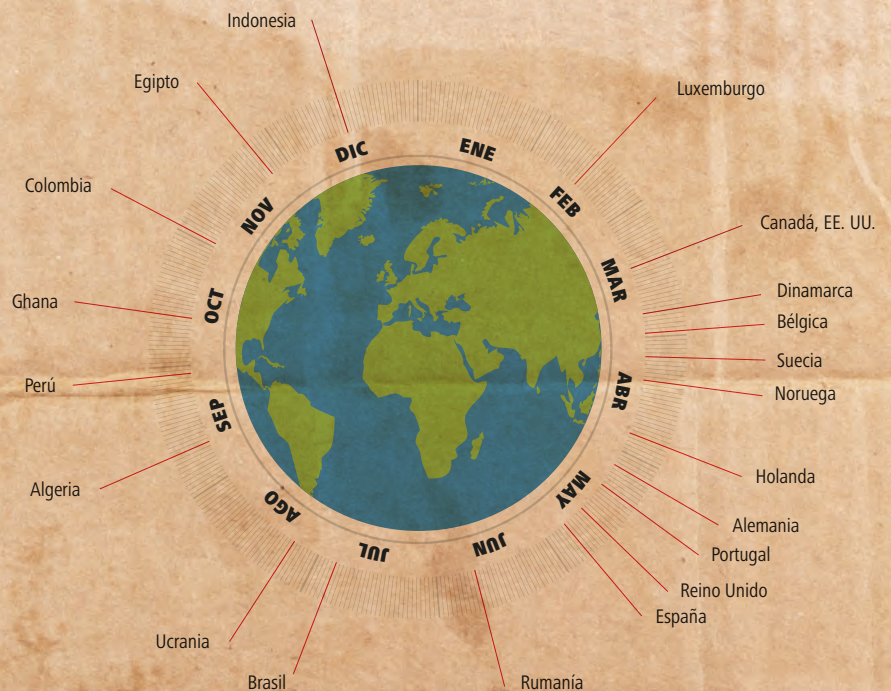 Indonesia
Egipto
Luxemburgo
Colombia
Canadá, EE. UU.
Ghana
Dinamarca
Bélgica
Suecia
Perú
Noruega
Holanda
Algeria
Alemania
Portugal
Reino Unido
España
Ucrania
Brasil
Rumanía
ENE
FEB
MAR
ABR
MAY
JUN
JUL
AGO
SEP
OCT
NOV
DIC